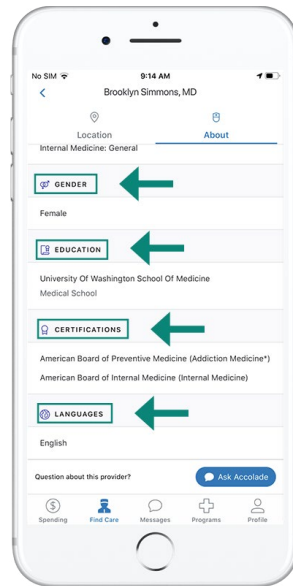 No SIM 9:14 AM
Brooklyn Simmons, MD
Location About
Internal Medicine: General
GENDER
Female
EDUCATION
University Of Washington School Of Medicine
Medical School
CERTIFICATIONS
American Board of Preventive Medicine (Addiction Medicine*)
American Board of Internal Medicine (Internal Medicine)
LANGUAGES
English
Question about this provider? Ask Accolade
Spending Find Care Messages Programs Profile